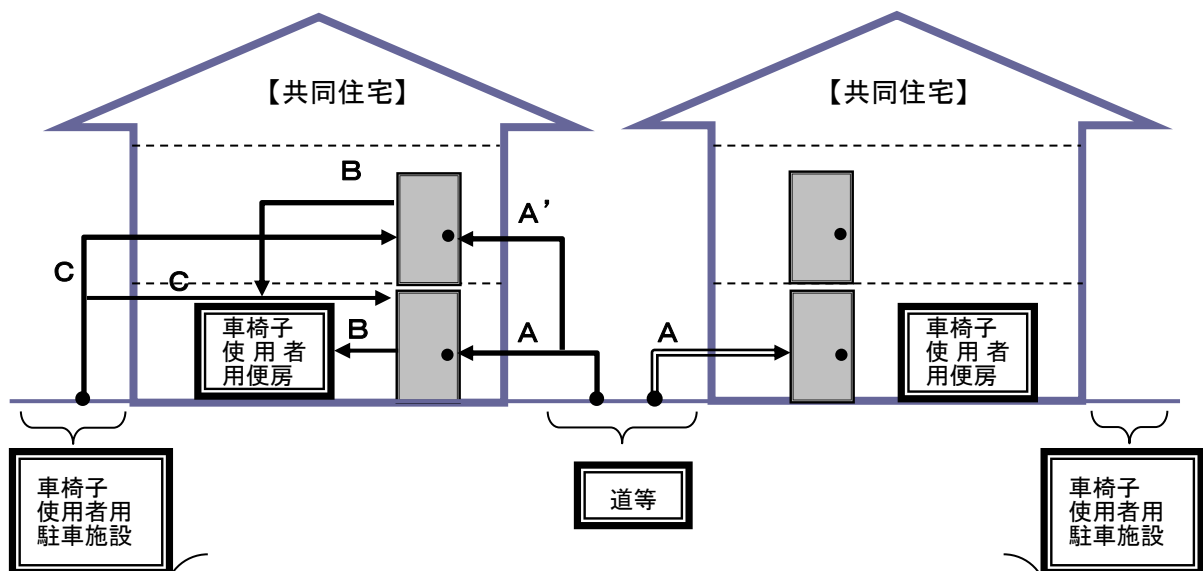 【共同住宅】
【共同住宅】
B
A'
C
C
B
A
A
車椅子
使用者
用便房
車椅子
使用者
用便房
車椅子
使用者用
駐車施設
道等
車椅子
使用者用
駐車施設